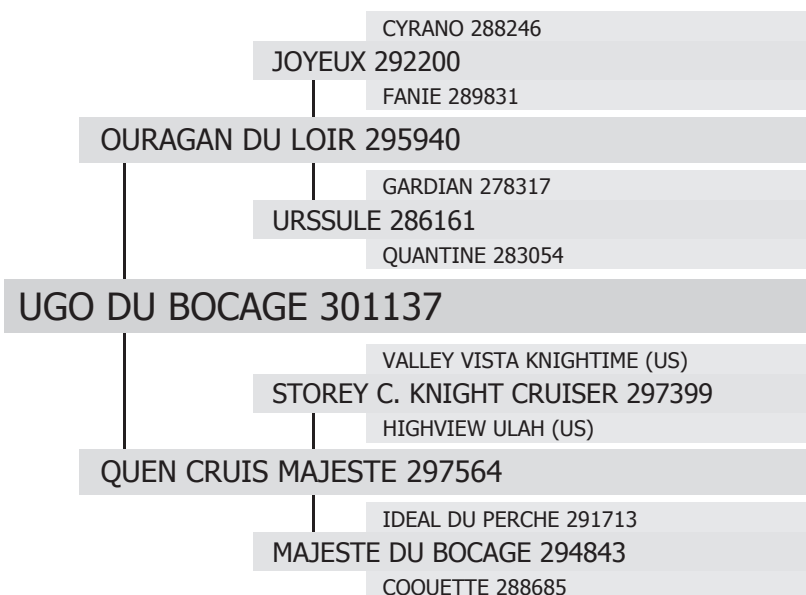 CYRANO 288246
JOYEUX 292200
FANIE 289831
OURAGAN DU LOIR 295940
GARDIAN 278317
URSSULE 286161
QUANTINE 283054
UGO DU BOCAGE 301137
VALLEY VISTA KNIGHTIME (US)
STOREY C. KNIGHT CRUISER 297399
HIGHVIEW ULAH (US)
QUEN CRUIS MAJESTE 297564
IDEAL DU PERCHE 291713
MAJESTE DU BOCAGE 294843
COQUETTE 288685